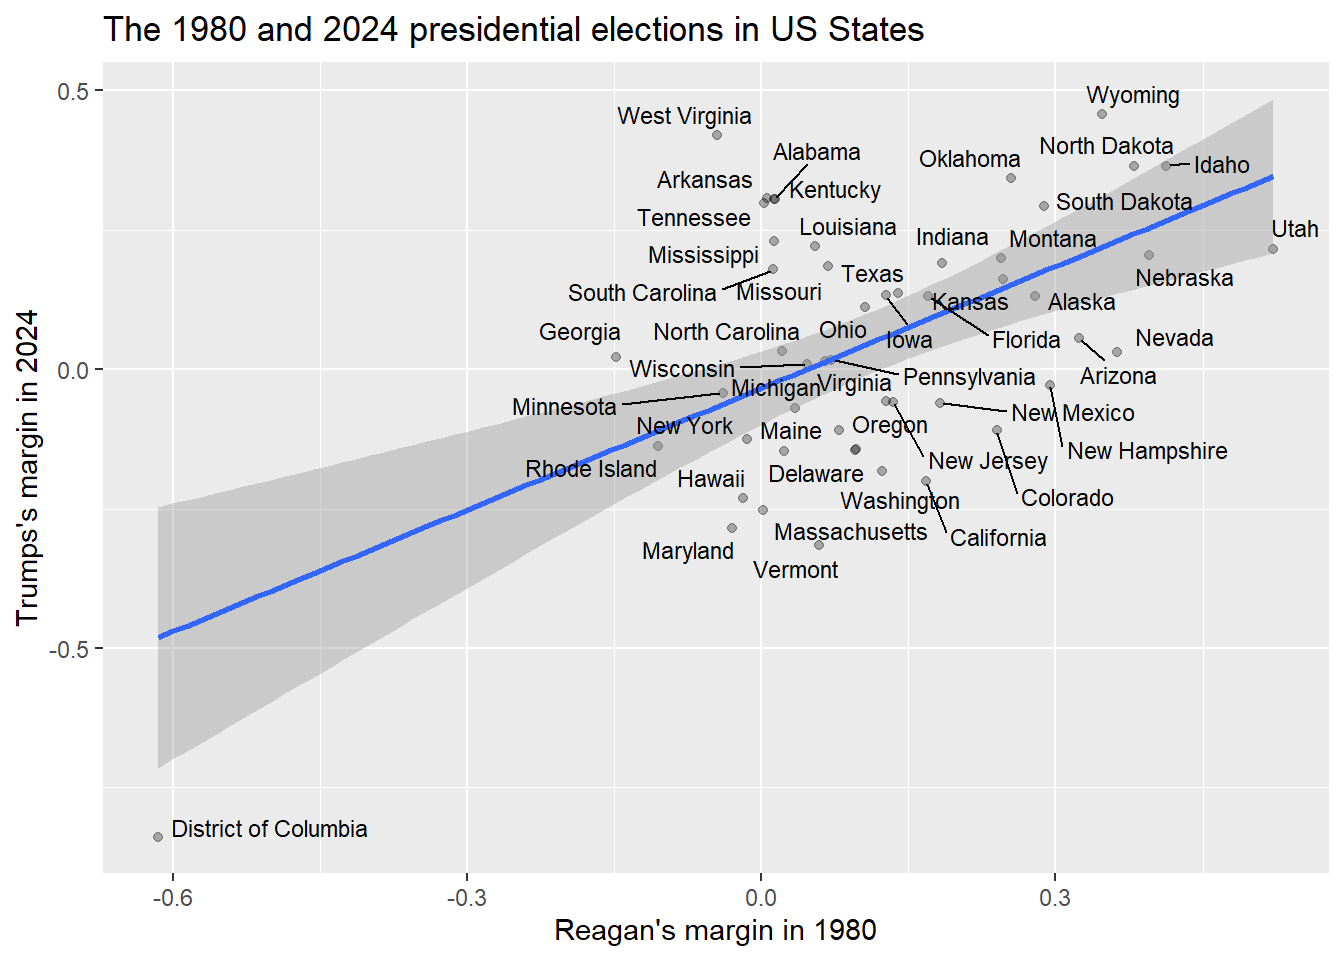 The 1980 and 2024 presidential elections in US States
Trumps's margin in 2024
0.5
0.0
-0.5
Wyoming
West Virginia
North Dakota
Alabama
Oklahoma
Idaho
Arkansas
Kentucky
South Dakota
Tennessee
Louisiana
Utah
Indiana
Montana
Mississippi
Texas
Nebraska
South Carolina
Missouri
Kansas
Alaska
Georgia
North Carolina
Ohio
Iowa
Florida
Nevada
Wisconsin
Pennsylvania
Arizona
Michigan
Virginia
Minnesota
New Mexico
New York
Maine
Oregon
New Hampshire
Rhode Island
New Jersey
Hawaii
Delaware
Washington
Colorado
Massachusetts
California
Maryland
Vermont
District of Columbia
-0.6
-0.3
0.0
0.3
Reagan's margin in 1980